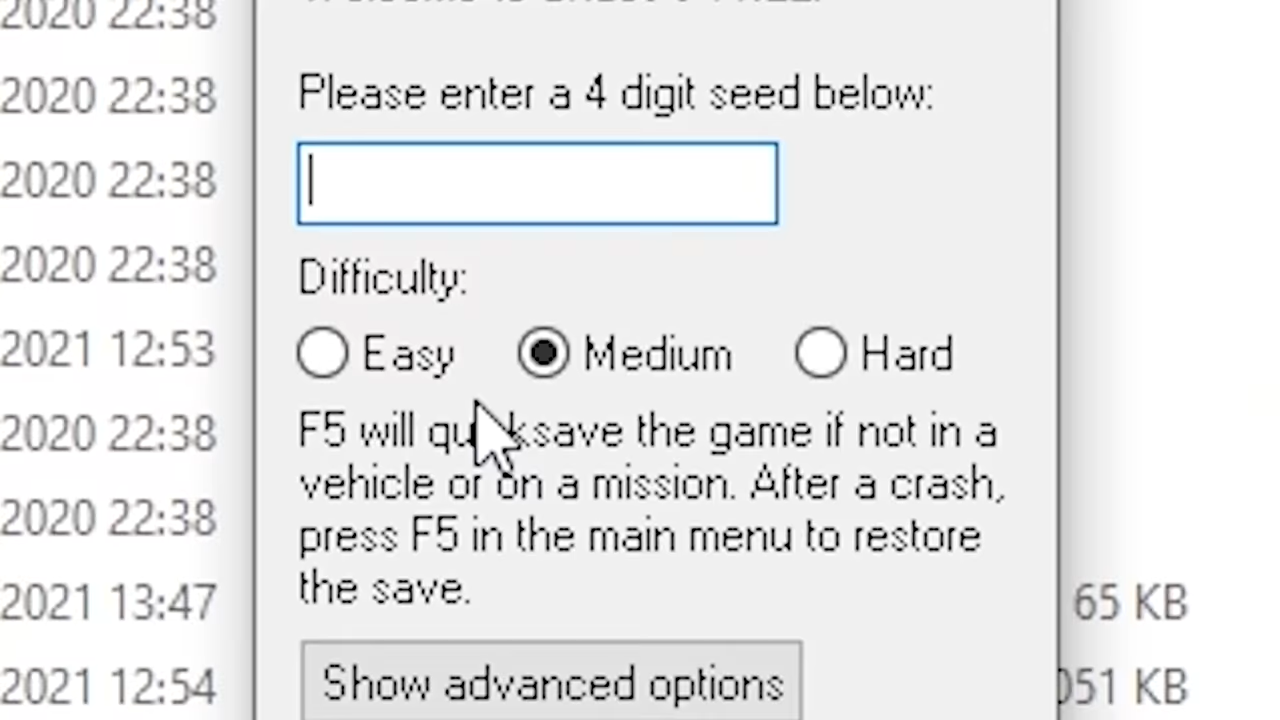 2020 22:38
Please enter a 4 digit seed below:
2020 22:38
2020 22:38
2020 22:38
Difficulty:
2021 12:53
Easy Medium Hard
2020 22:38
F5 will quicksave the game if not in a
vehicle or on a mission. After a crash,
press F5 in the main menu to restore
the save.
2020 22:38
2021 13:47
65 KB
2021 12:54
Show advanced options
051 KB